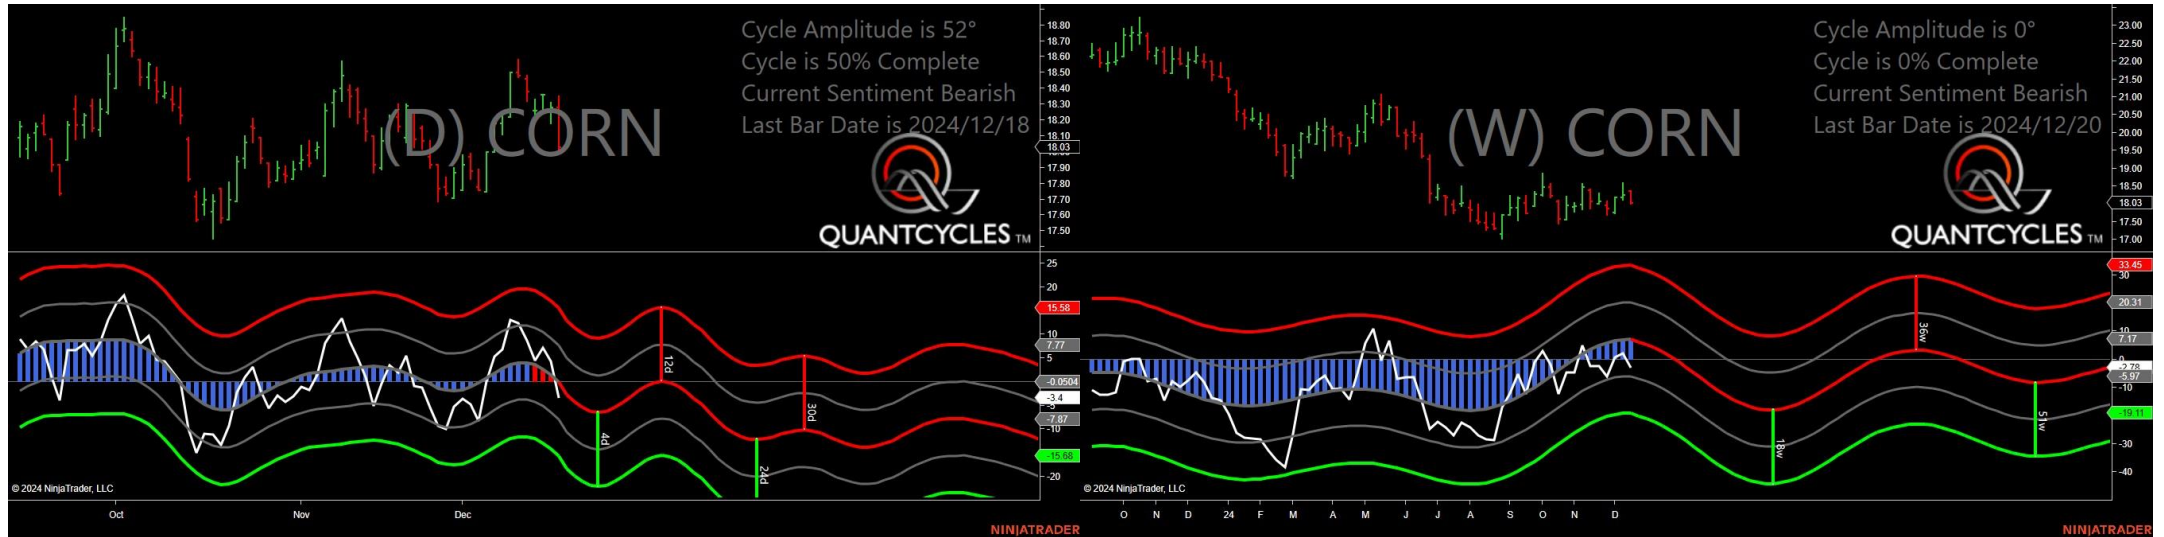 Cycle Amplitude is 52°
Cycle is 50% Complete
Current Sentiment Bearish
Last Bar Date is 2024/12/18
(D) CORN
QUANTCYCLES TM
18.80
18.70
18.60
18.50
18.40
18.30
18.20
18.10
18.03
17.90
17.80
17.70
17.60
17.50
25
20
15.58
10
7.77
5
-0.0504
-3.4
-7.87
-10
-15.68
-20
4d
12d
24d
30d
© 2024 NinjaTrader, LLC
Oct
Nov
Dec
NINJATRADER
Cycle Amplitude is 0°
Cycle is 0% Complete
Current Sentiment Bearish
Last Bar Date is 2024/12/20
(W) CORN
QUANTCYCLES TM
23.00
22.50
22.00
21.50
21.00
20.50
20.00
19.50
19.00
18.50
18.03
17.50
17.00
33.45
30
20.31
10
7.17
0
-2.78
-5.97
-10
-19.11
-30
-40
18w
36w
51w
© 2024 NinjaTrader, LLC
O N D 24 F M A M J J A S O N D
NINJATRADER